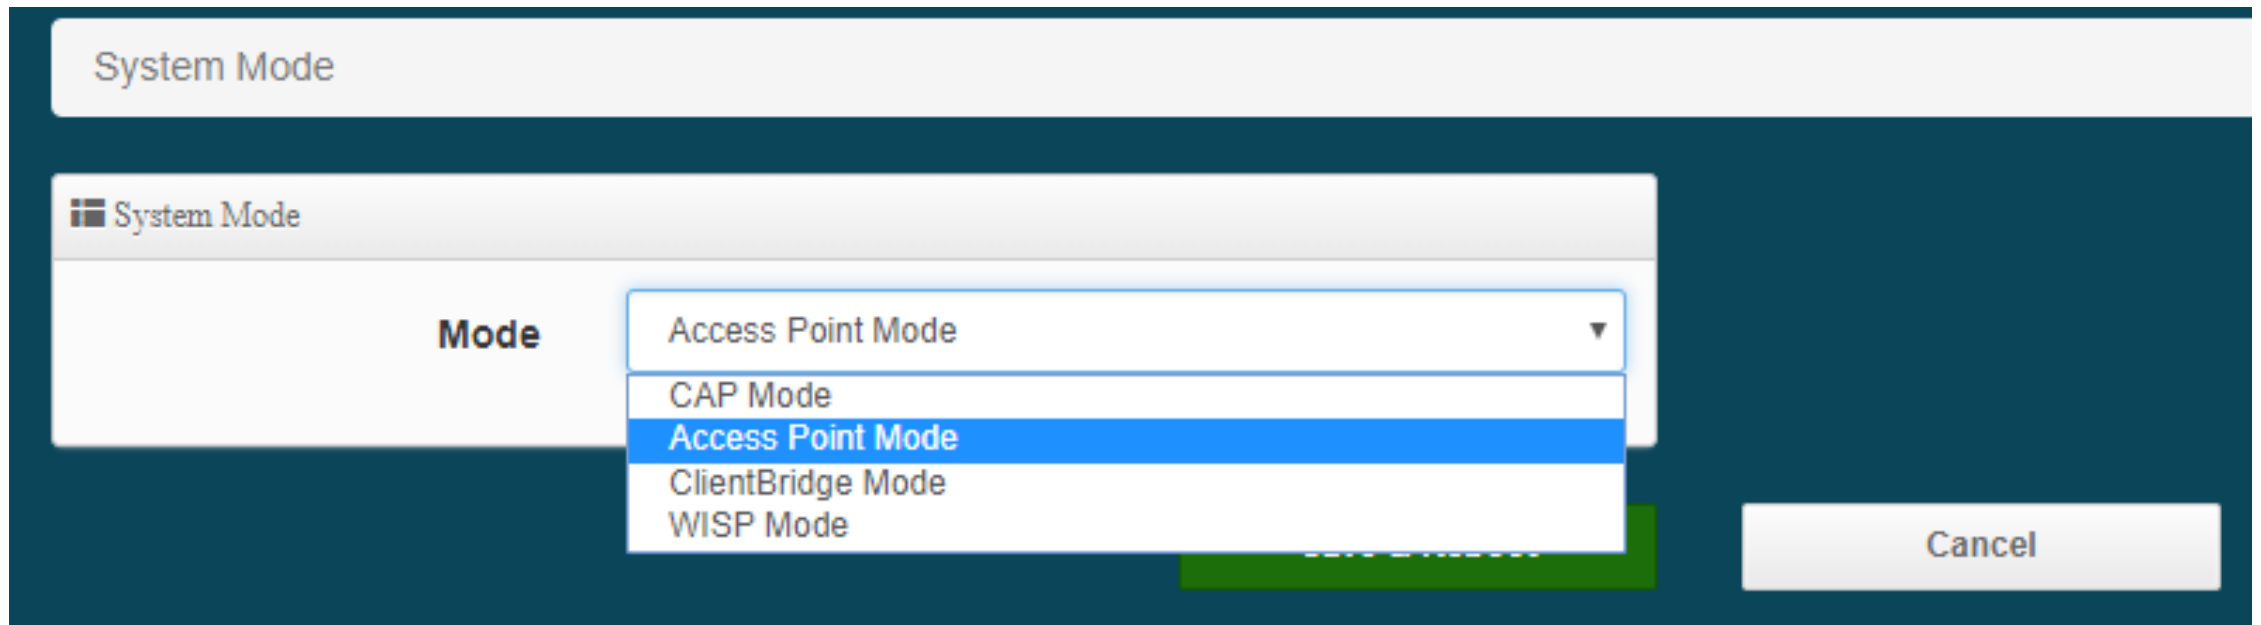 System Mode
System Mode
Mode
Access Point Mode
CAP Mode
Access Point Mode
ClientBridge Mode
WISP Mode
Cancel